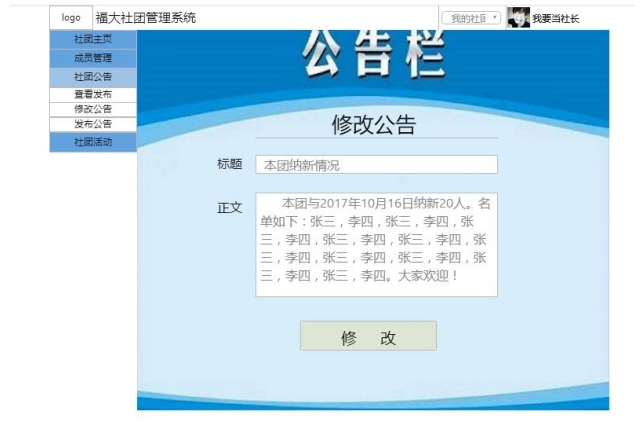 logo 福大社团管理系统 我的社团 我要当社长
社团主页
成员管理
社团公告
查看发布
修改公告
发布公告
社团活动
公告栏
修改公告
标题 本团纳新情况
正文 本团与2017年10月16日纳新20人。名
单如下：张三，李四，张三，李四，张
三，李四，张三，李四，张三，李四，张
三，李四，张三，李四，张三，李四，张
三，李四，张三，李四。大家欢迎！
修 改